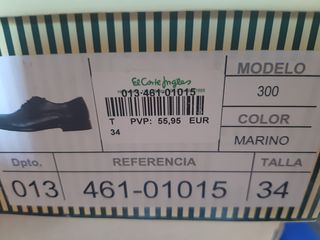 El Corte Inglés
013-461-01015
T PVP: 55,95 EUR
34
MODELO
300
COLOR
MARINO
Dpto. REFERENCIA TALLA
013 461-01015 34